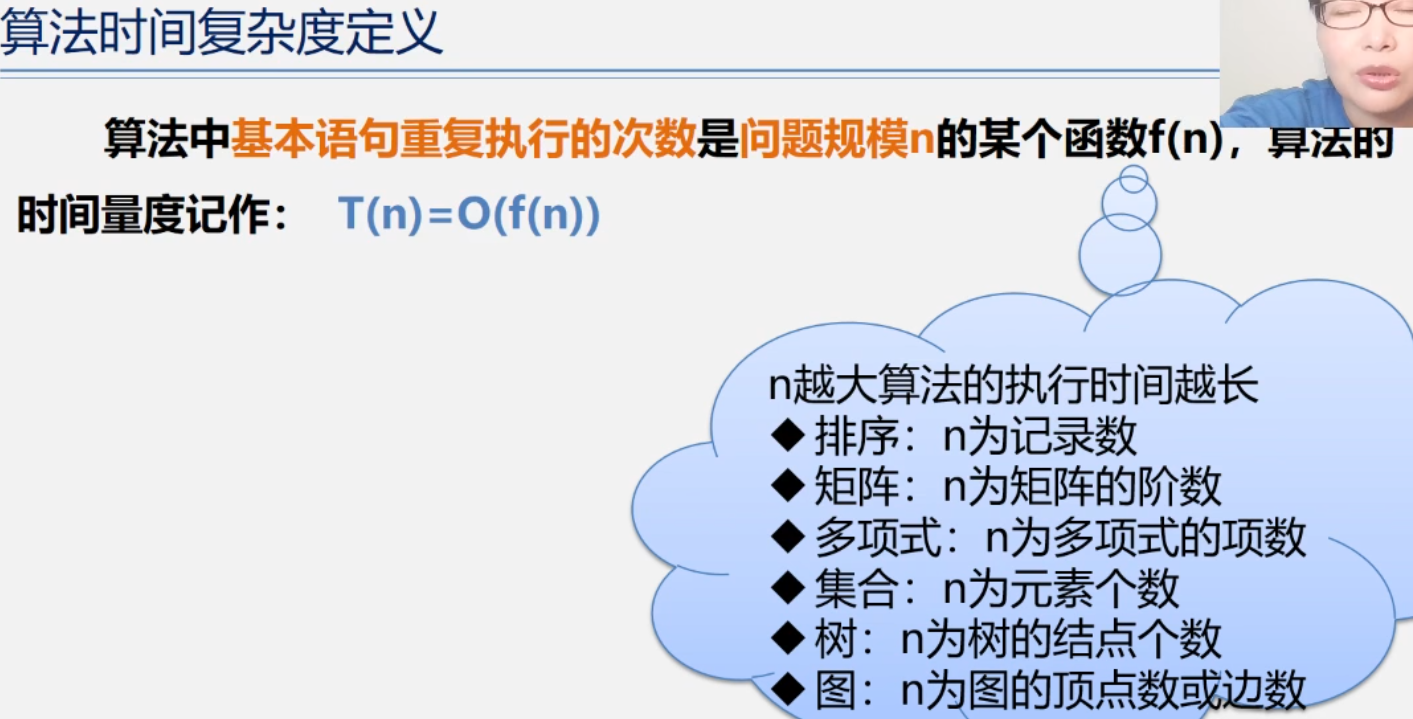 算法时间复杂度定义
算法中基本语句重复执行的次数是问题规模n的某个函数f(n)，算法的
时间量度记作： T(n)=O(f(n))
n越大算法的执行时间越长
◆ 排序：n为记录数
◆ 矩阵：n为矩阵的阶数
◆ 多项式：n为多项式的项数
◆ 集合：n为元素个数
◆ 树：n为树的结点个数
◆ 图：n为图的顶点数或边数